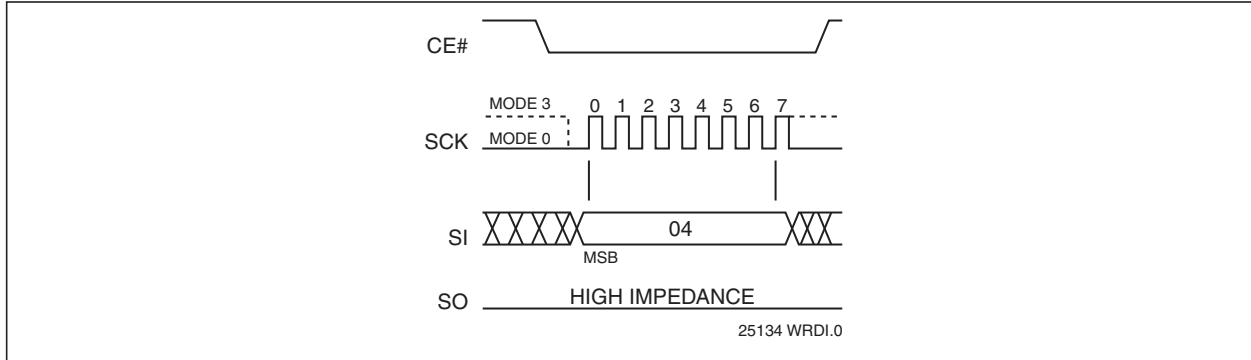 CE#
MODE 3
0 1 2 3 4 5 6 7
SCK
MODE 0
SI
04
MSB
SO
HIGH IMPEDANCE
25134 WRDI.0